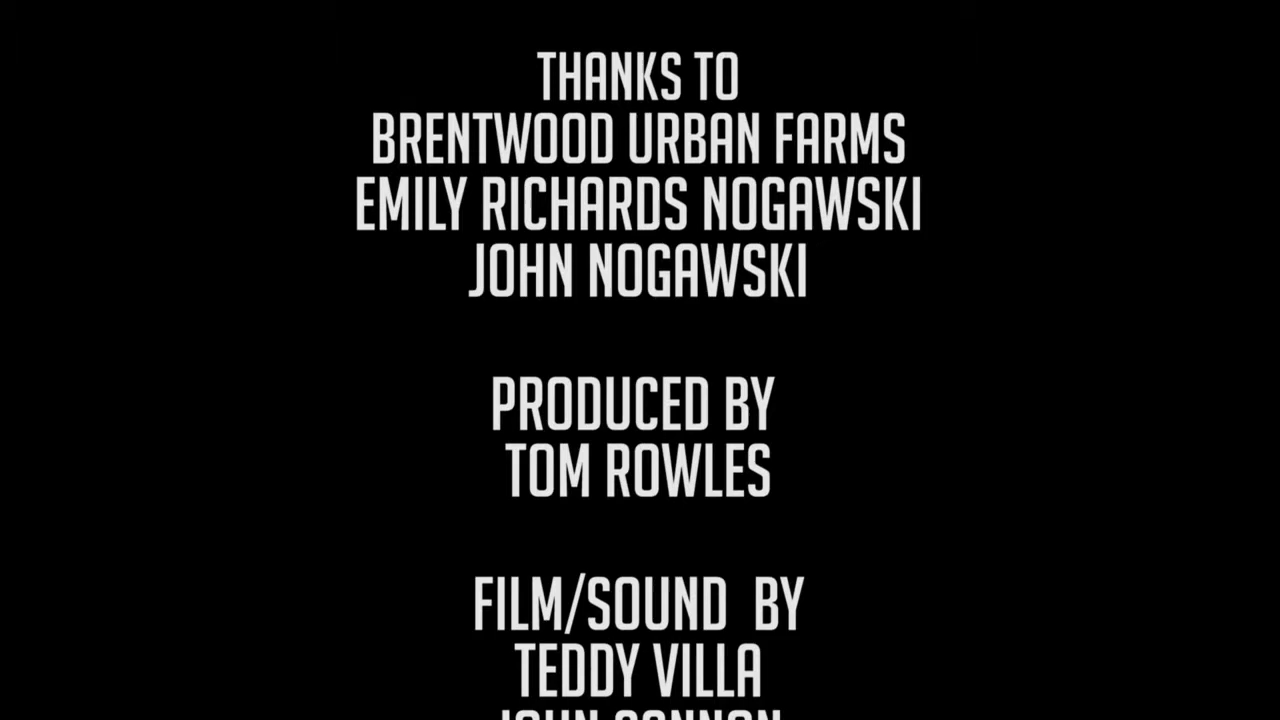 THANKS TO
BRENTWOOD URBAN FARMS
EMILY RICHARDS NOGAWSKI
JOHN NOGAWSKI
PRODUCED BY
TOM ROWLES
FILM/SOUND BY
TEDDY VILLA
JOHN